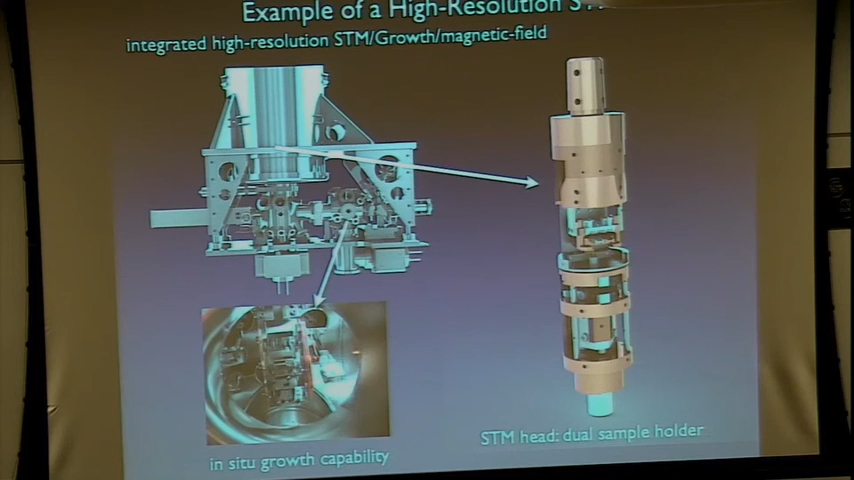 Example of a High-Resolution
integrated high-resolution STM/Growth/magnetic-field
in situ growth capability
STM head: dual sample holder